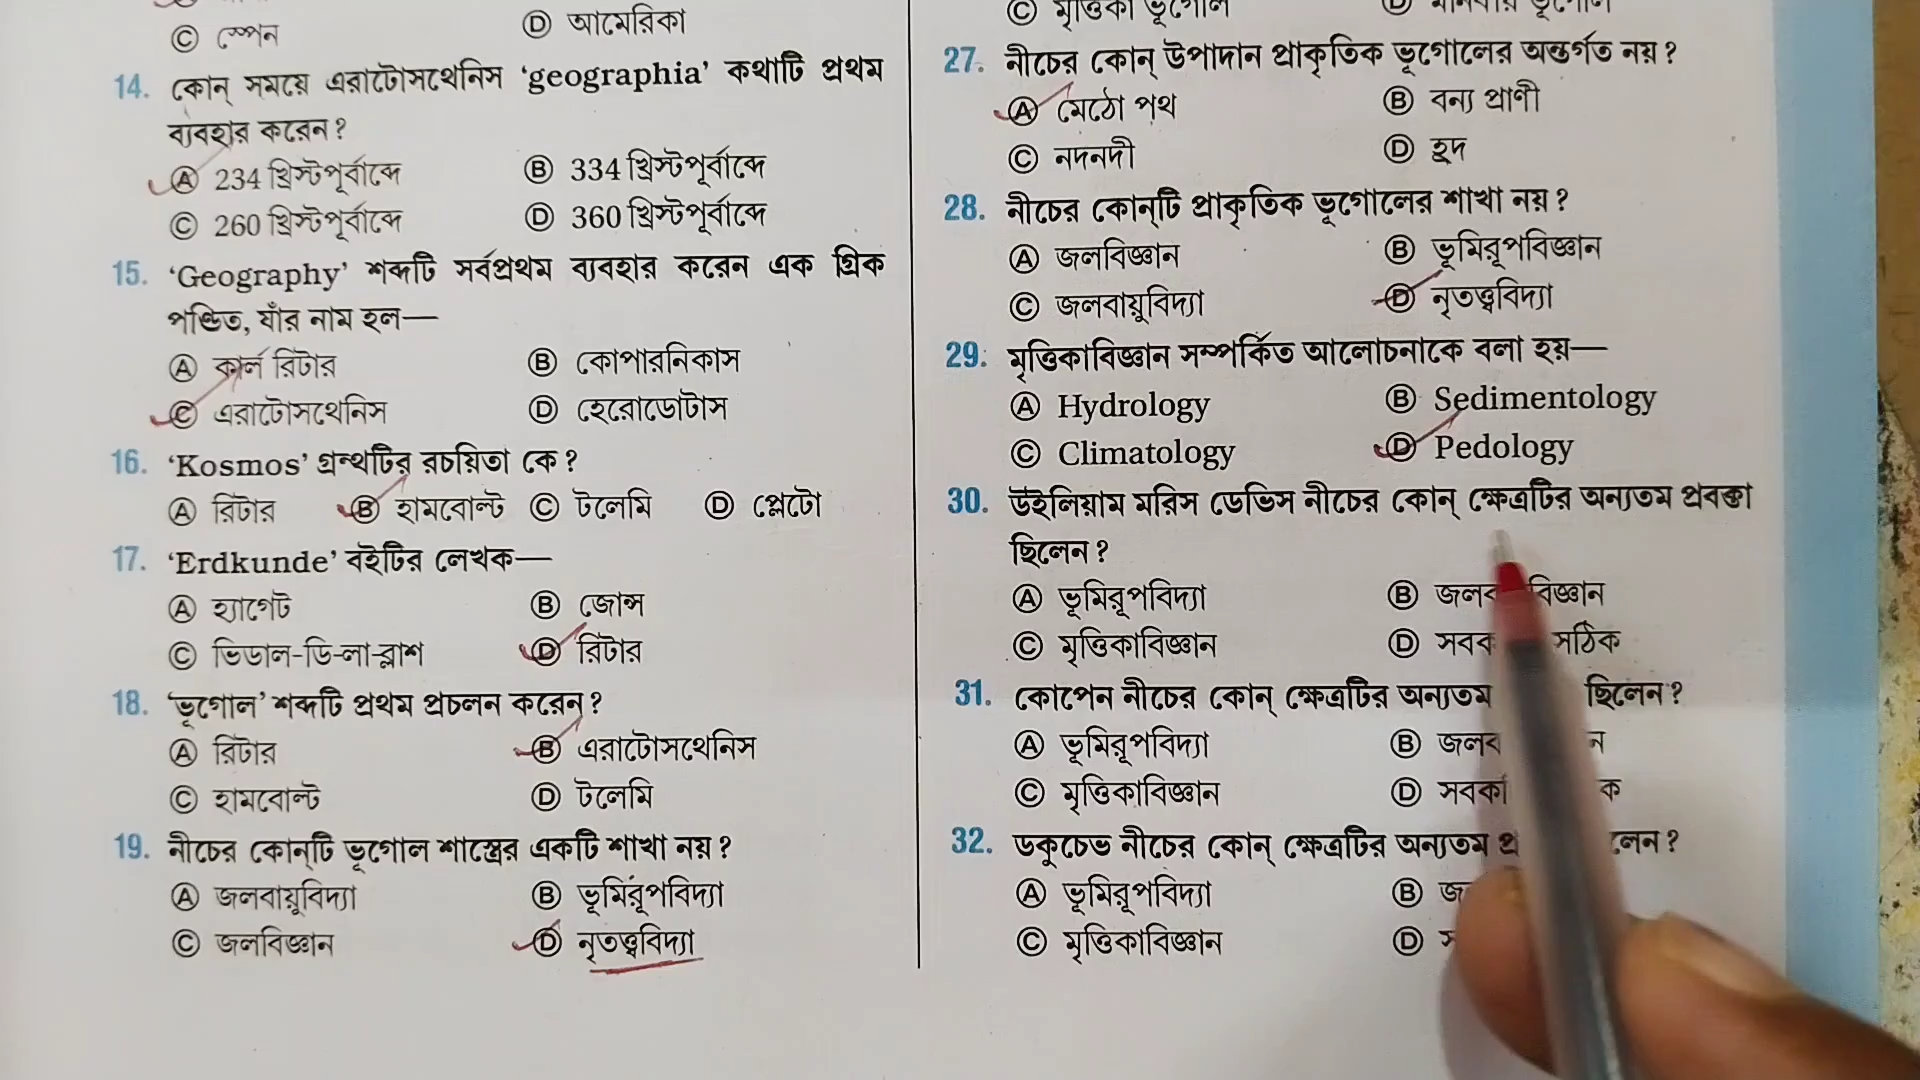 Ⓒ স্পেন Ⓓ আমেরিকা
14. কোন্ সময়ে এরাটোসথেনিস ‘geographia’ কথাটি প্রথম
ব্যবহার করেন?
Ⓐ 234 খ্রিস্টপূর্বাব্দে Ⓑ 334 খ্রিস্টপূর্বাব্দে
Ⓒ 260 খ্রিস্টপূর্বাব্দে Ⓓ 360 খ্রিস্টপূর্বাব্দে
15. ‘Geography’ শব্দটি সর্বপ্রথম ব্যবহার করেন এক গ্রিক
পণ্ডিত, যাঁর নাম হল—
Ⓐ কার্ল রিটার Ⓑ কোপারনিকাস
Ⓒ এরাটোসথেনিস Ⓓ হেরোডোটাস
16. ‘Kosmos’ গ্রন্থটির রচয়িতা কে?
Ⓐ রিটার Ⓑ হামবোল্ট Ⓒ টলেমি Ⓓ প্লেটো
17. ‘Erdkunde’ বইটির লেখক—
Ⓐ হ্যাগেট Ⓑ জোন্স
Ⓒ ভিডাল-ডি-লা-ব্লাশ Ⓓ রিটার
18. ‘ভূগোল’ শব্দটি প্রথম প্রচলন করেন?
Ⓐ রিটার Ⓑ এরাটোসথেনিস
Ⓒ হামবোল্ট Ⓓ টলেমি
19. নীচের কোন্‌টি ভূগোল শাস্ত্রের একটি শাখা নয়?
Ⓐ জলবায়ুবিদ্যা Ⓑ ভূমিরূপবিদ্যা
Ⓒ জলবিজ্ঞান Ⓓ নৃতত্ত্ববিদ্যা
Ⓒ মৃত্তিকা ভূগোল Ⓓ মানবীয় ভূগোল
27. নীচের কোন্ উপাদান প্রাকৃতিক ভূগোলের অন্তর্গত নয়?
Ⓐ মেঠো পথ Ⓑ বন্য প্রাণী
Ⓒ নদনদী Ⓓ হ্রদ
28. নীচের কোন্‌টি প্রাকৃতিক ভূগোলের শাখা নয়?
Ⓐ জলবিজ্ঞান Ⓑ ভূমিরূপবিজ্ঞান
Ⓒ জলবায়ুবিদ্যা Ⓓ নৃতত্ত্ববিদ্যা
29. মৃত্তিকাবিজ্ঞান সম্পর্কিত আলোচনাকে বলা হয়—
Ⓐ Hydrology Ⓑ Sedimentology
Ⓒ Climatology Ⓓ Pedology
30. উইলিয়াম মরিস ডেভিস নীচের কোন্ ক্ষেত্রটির অন্যতম প্রবক্তা
ছিলেন?
Ⓐ ভূমিরূপবিদ্যা Ⓑ
Ⓒ মৃত্তিকাবিজ্ঞান Ⓓ সঠিক
31. কোপেন নীচের কোন্ ক্ষেত্রটির অন্যতম ছিলেন?
Ⓐ ভূমিরূপবিদ্যা Ⓑ
Ⓒ মৃত্তিকাবিজ্ঞান Ⓓ
32. ডকুচেভ নীচের কোন্ ক্ষেত্রটির অন্যতম
Ⓐ ভূমিরূপবিদ্যা Ⓑ
Ⓒ মৃত্তিকাবিজ্ঞান Ⓓ